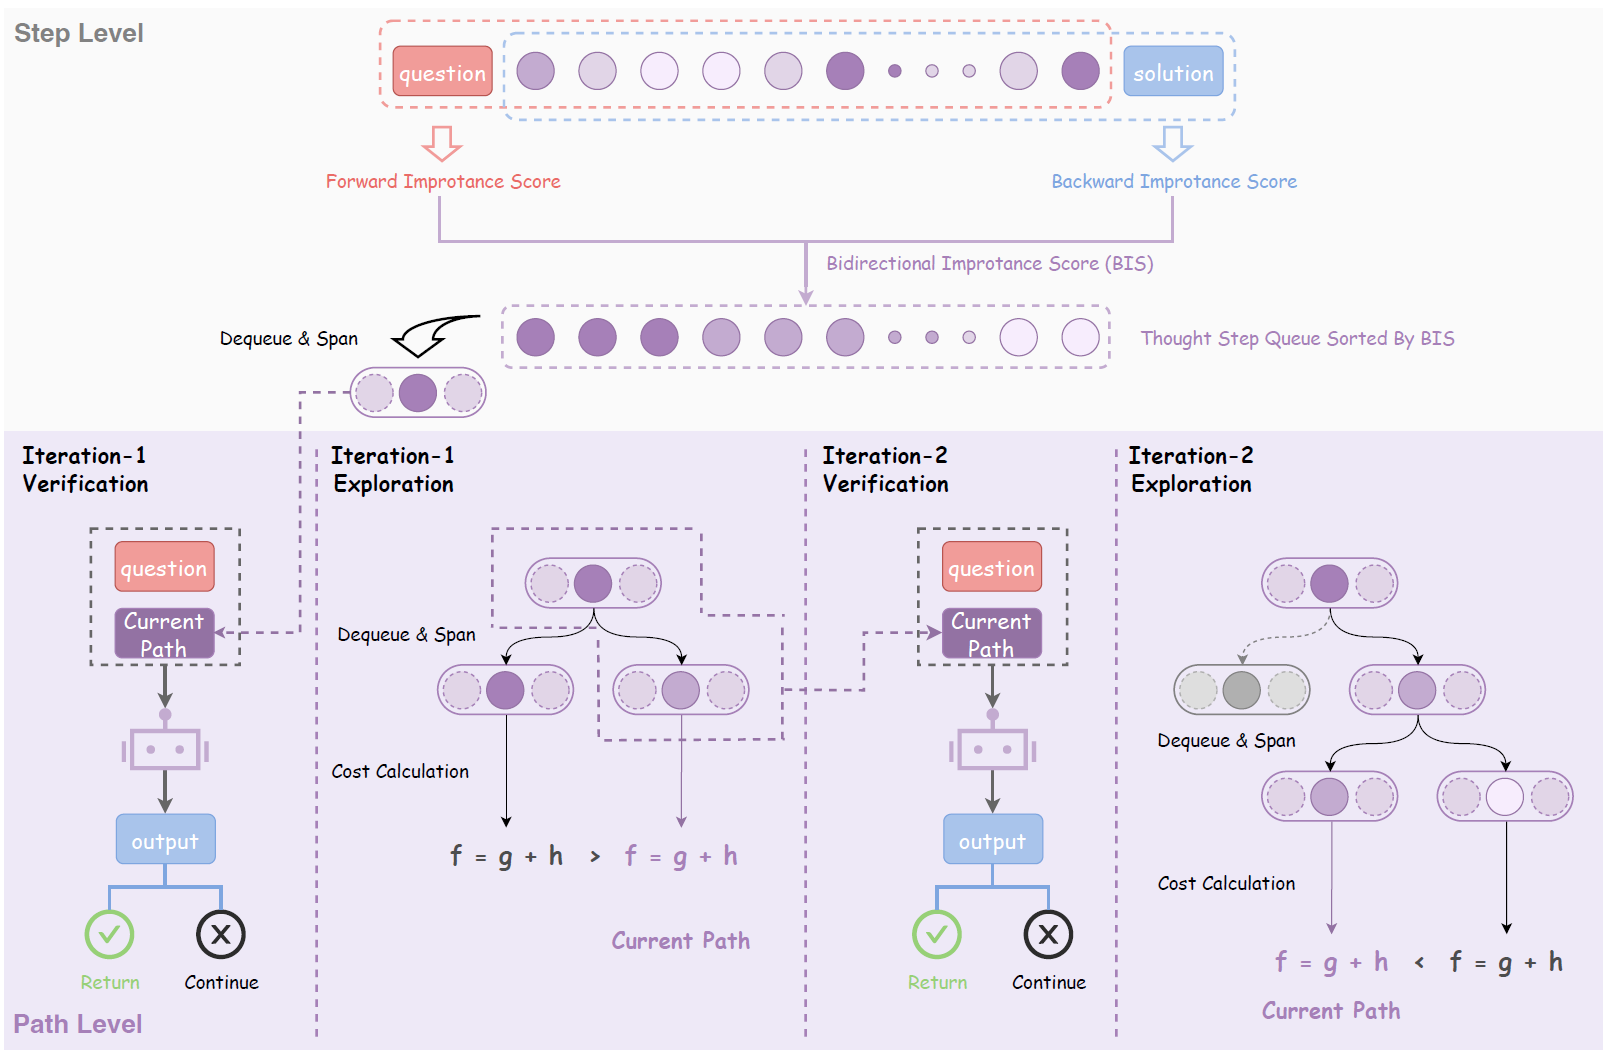 Step Level
question
solution
Forward Improtance Score
Backward Improtance Score
Bidirectional Improtance Score (BIS)
Dequeue & Span
Thought Step Queue Sorted By BIS
Iteration-1
Verification
question
Current
Path
output
Return
Continue
Iteration-1
Exploration
Dequeue & Span
Cost Calculation
f = g + h > f = g + h
Current Path
Iteration-2
Verification
question
Current
Path
output
Return
Continue
Iteration-2
Exploration
Dequeue & Span
Cost Calculation
f = g + h < f = g + h
Current Path
Path Level